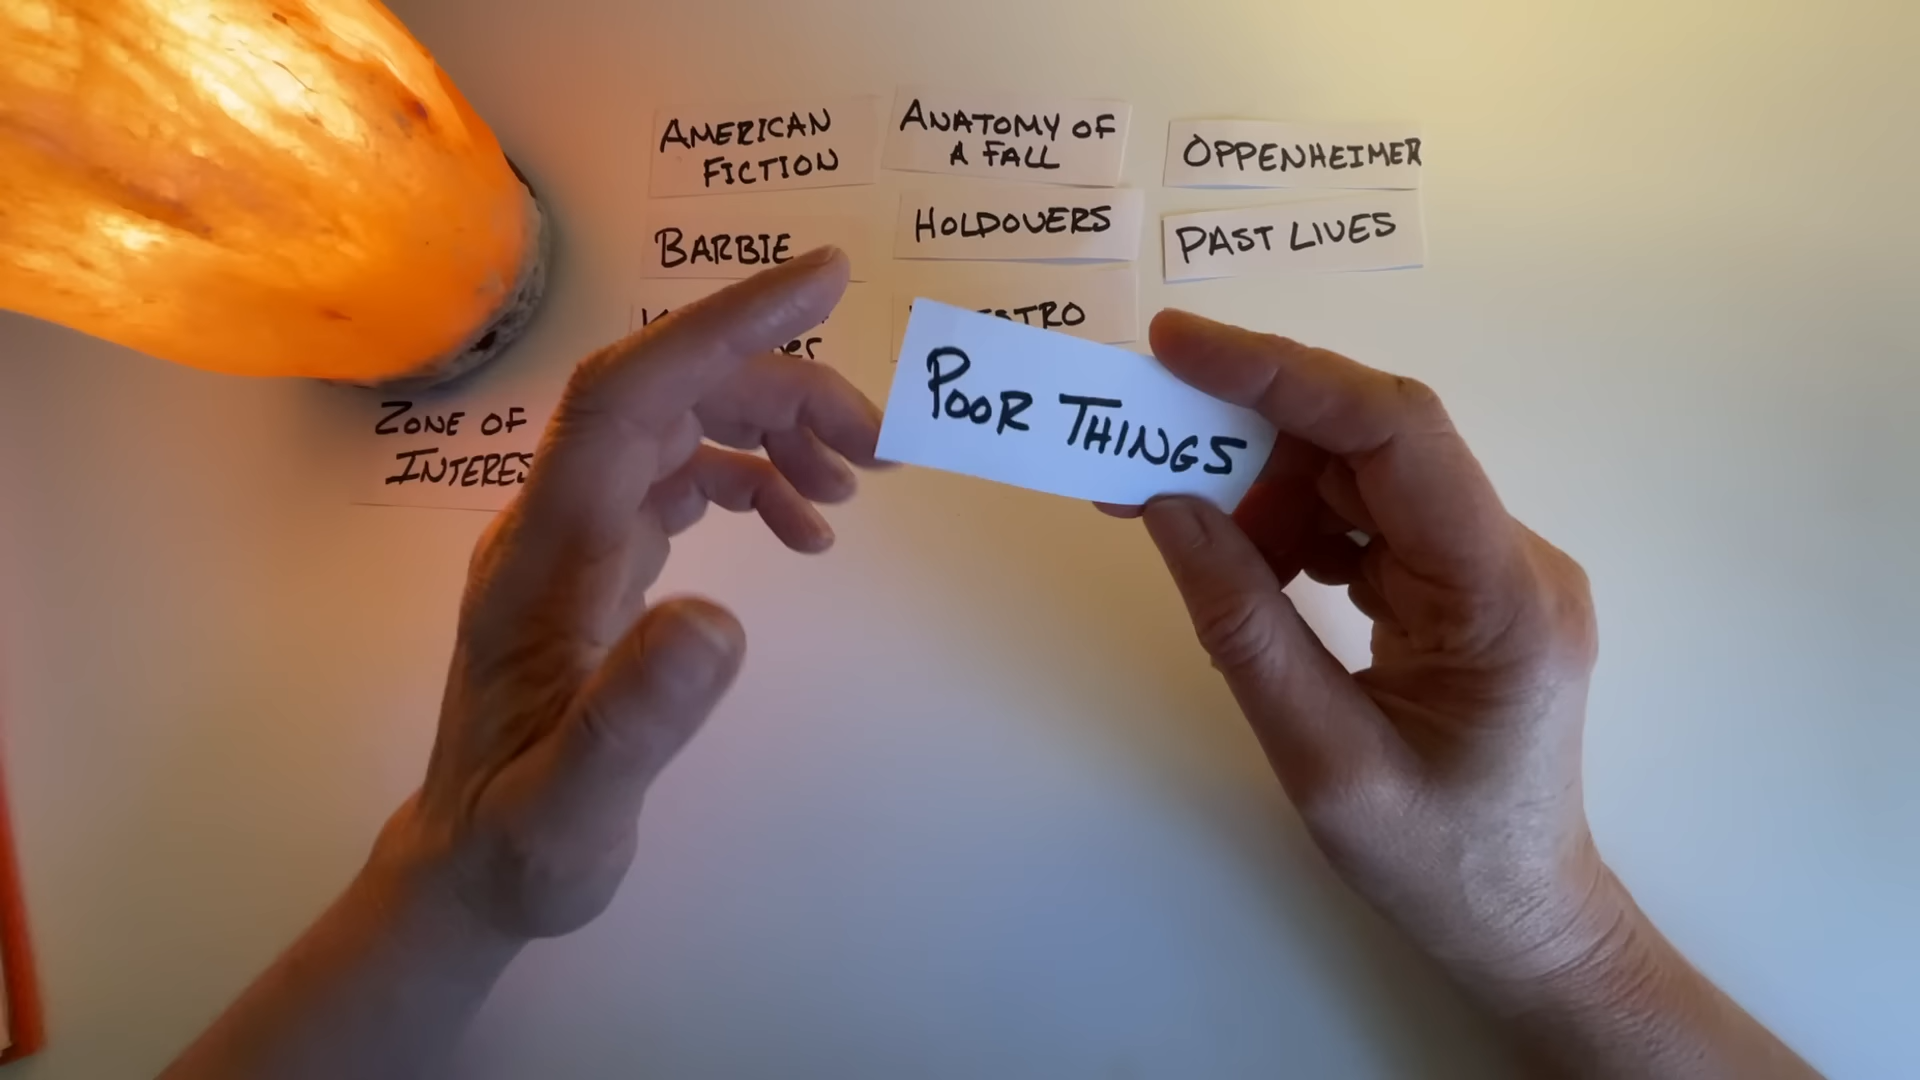 AMERICAN
FICTION
ANATOMY OF
A FALL
OPPENHEIMER
BARBIE
HOLDOVERS
PAST LIVES
POOR THINGS
ZONE OF